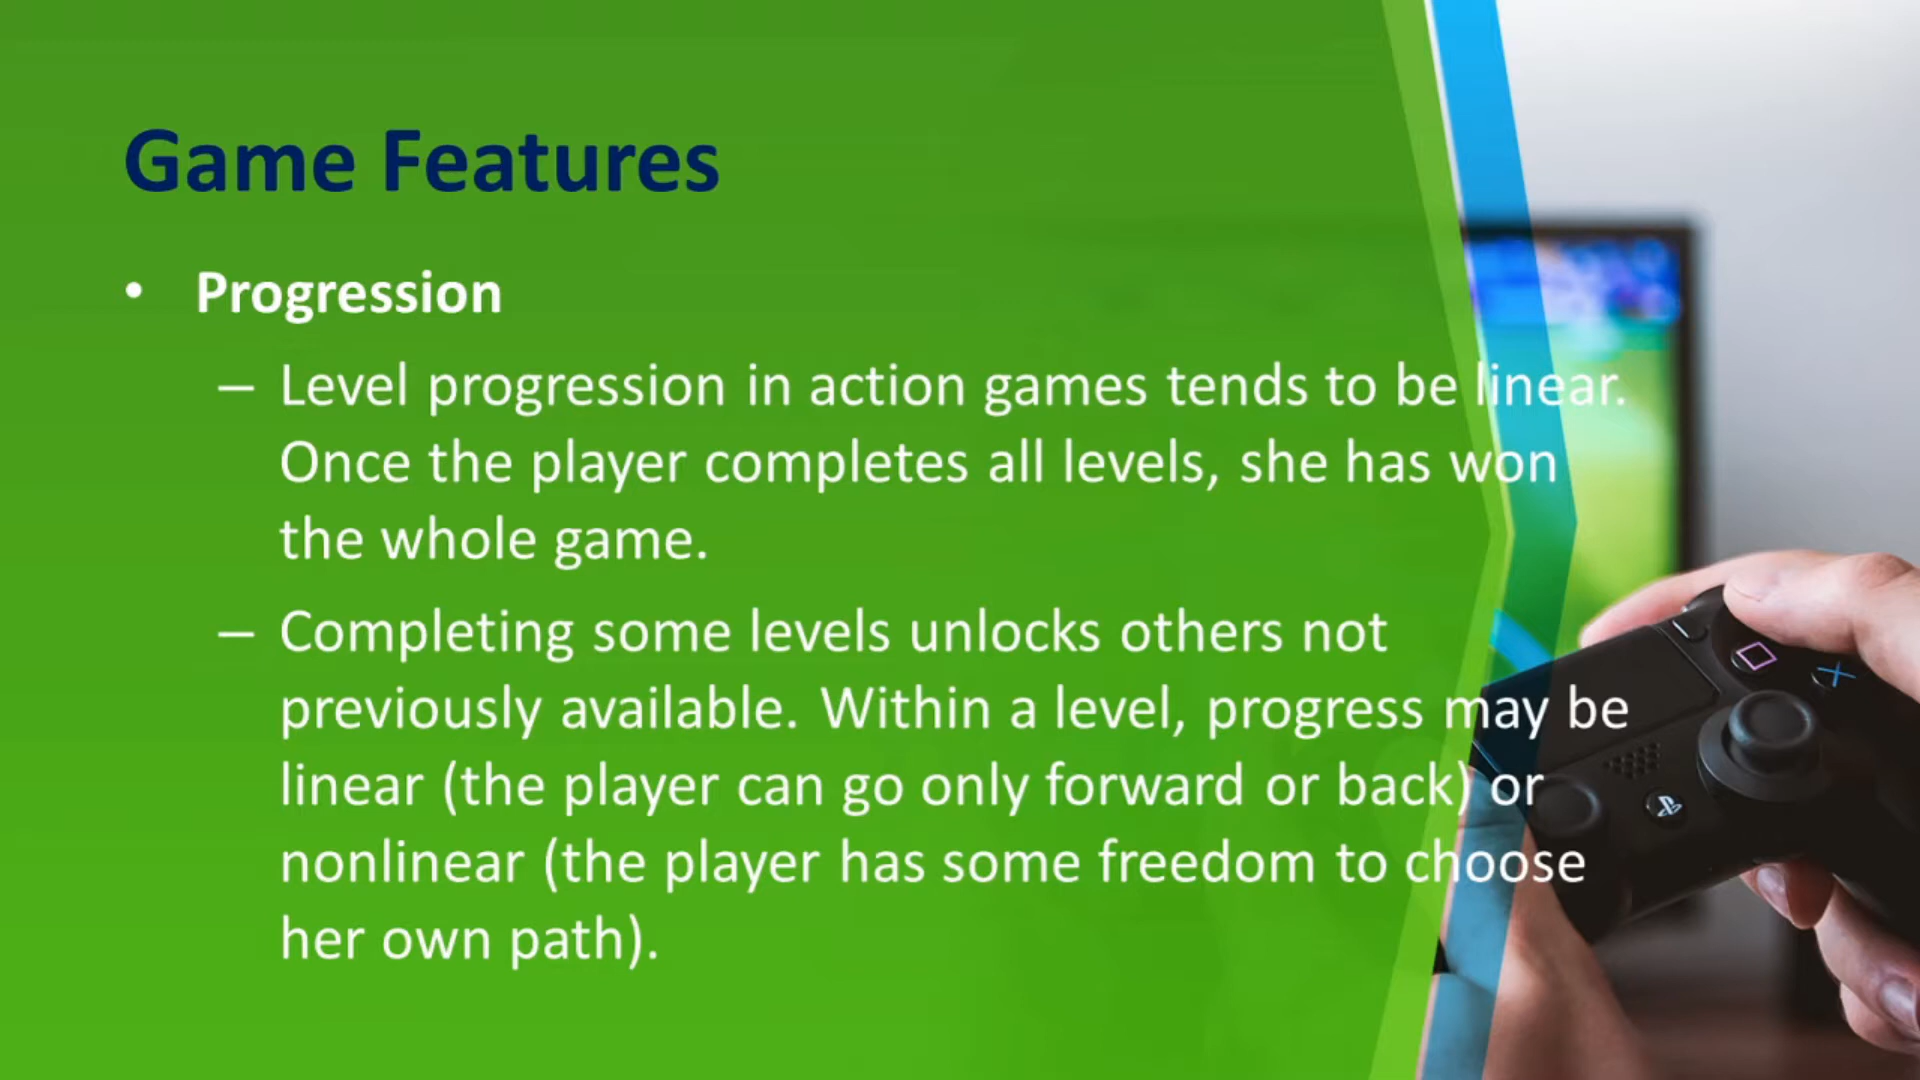 Game Features
• Progression
– Level progression in action games tends to be linear.
Once the player completes all levels, she has won
the whole game.
– Completing some levels unlocks others not
previously available. Within a level, progress may be
linear (the player can go only forward or back) or
nonlinear (the player has some freedom to choose
her own path).